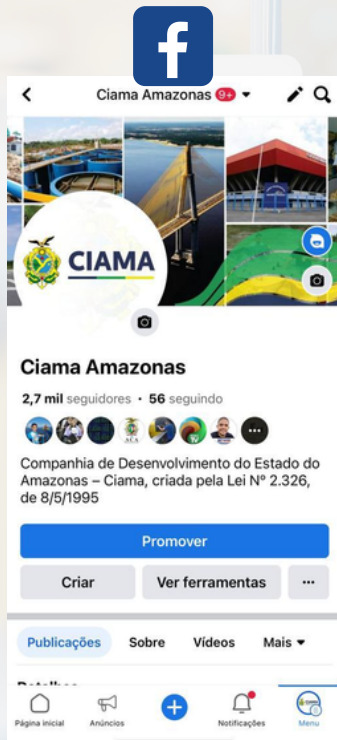 f
Ciama Amazonas 9+
CIAMA
Ciama Amazonas
2,7 mil seguidores • 56 seguindo
ACA
TV
Companhia de Desenvolvimento do Estado do
Amazonas – Ciama, criada pela Lei Nº 2.326,
de 8/5/1995
Promover
Criar Ver ferramentas
Publicações Sobre Vídeos Mais
Página inicial Anúncios Notificações Menu